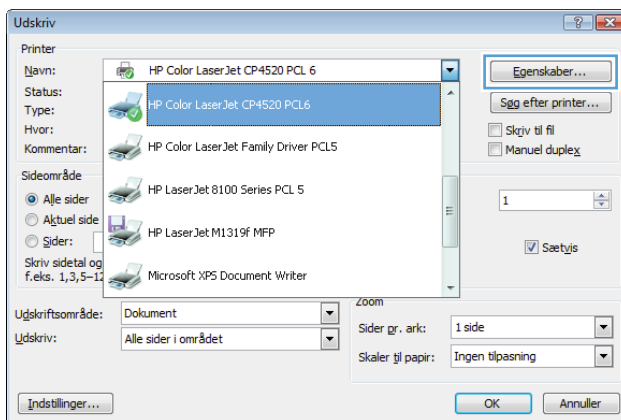 Udskriv
Printer
Navn:
HP Color LaserJet CP4520 PCL 6
Egenskaber...
Status:
Type:
Hvor:
Kommentar:
HP Color LaserJet CP4520 PCL6
HP Color LaserJet Family Driver PCL5
HP LaserJet 8100 Series PCL 5
HP LaserJet M1319f MFP
Microsoft XPS Document Writer
Søg efter printer...
Skriv til fil
Manuel duplex
Sideområde
Alle sider
Aktuel side
Sider:
Skriv sidetal og
f.eks. 1,3,5–12
1
Sætvis
Udskriftsområde:
Dokument
Udskriv:
Alle sider i området
Zoom
Sider pr. ark:
1 side
Skaler til papir:
Ingen tilpasning
Indstillinger...
OK
Annuller